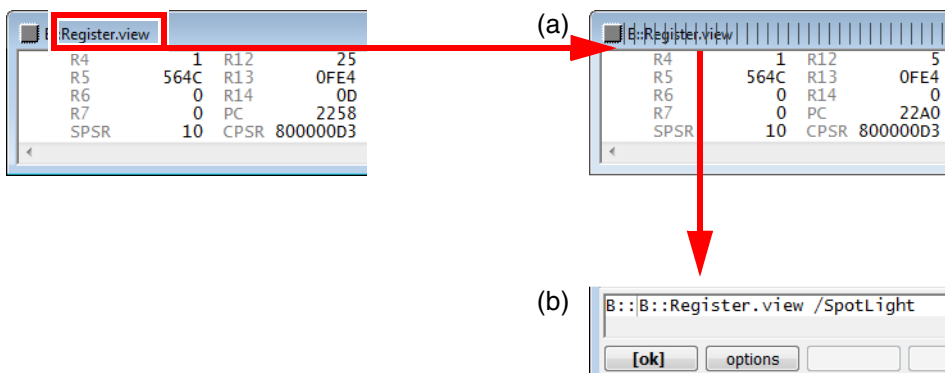 B::Register.view
R4 1 R12 25
R5 564C R13 0FE4
R6 0 R14 0D
R7 0 PC 2258
SPSR 10 CPSR 800000D3
(a)
B::Register.view
R4 1 R12 5
R5 564C R13 0FE4
R6 0 R14 0
R7 0 PC 22A0
SPSR 10 CPSR 800000D3
(b)
B::B::Register.view /SpotLight
[ok] options